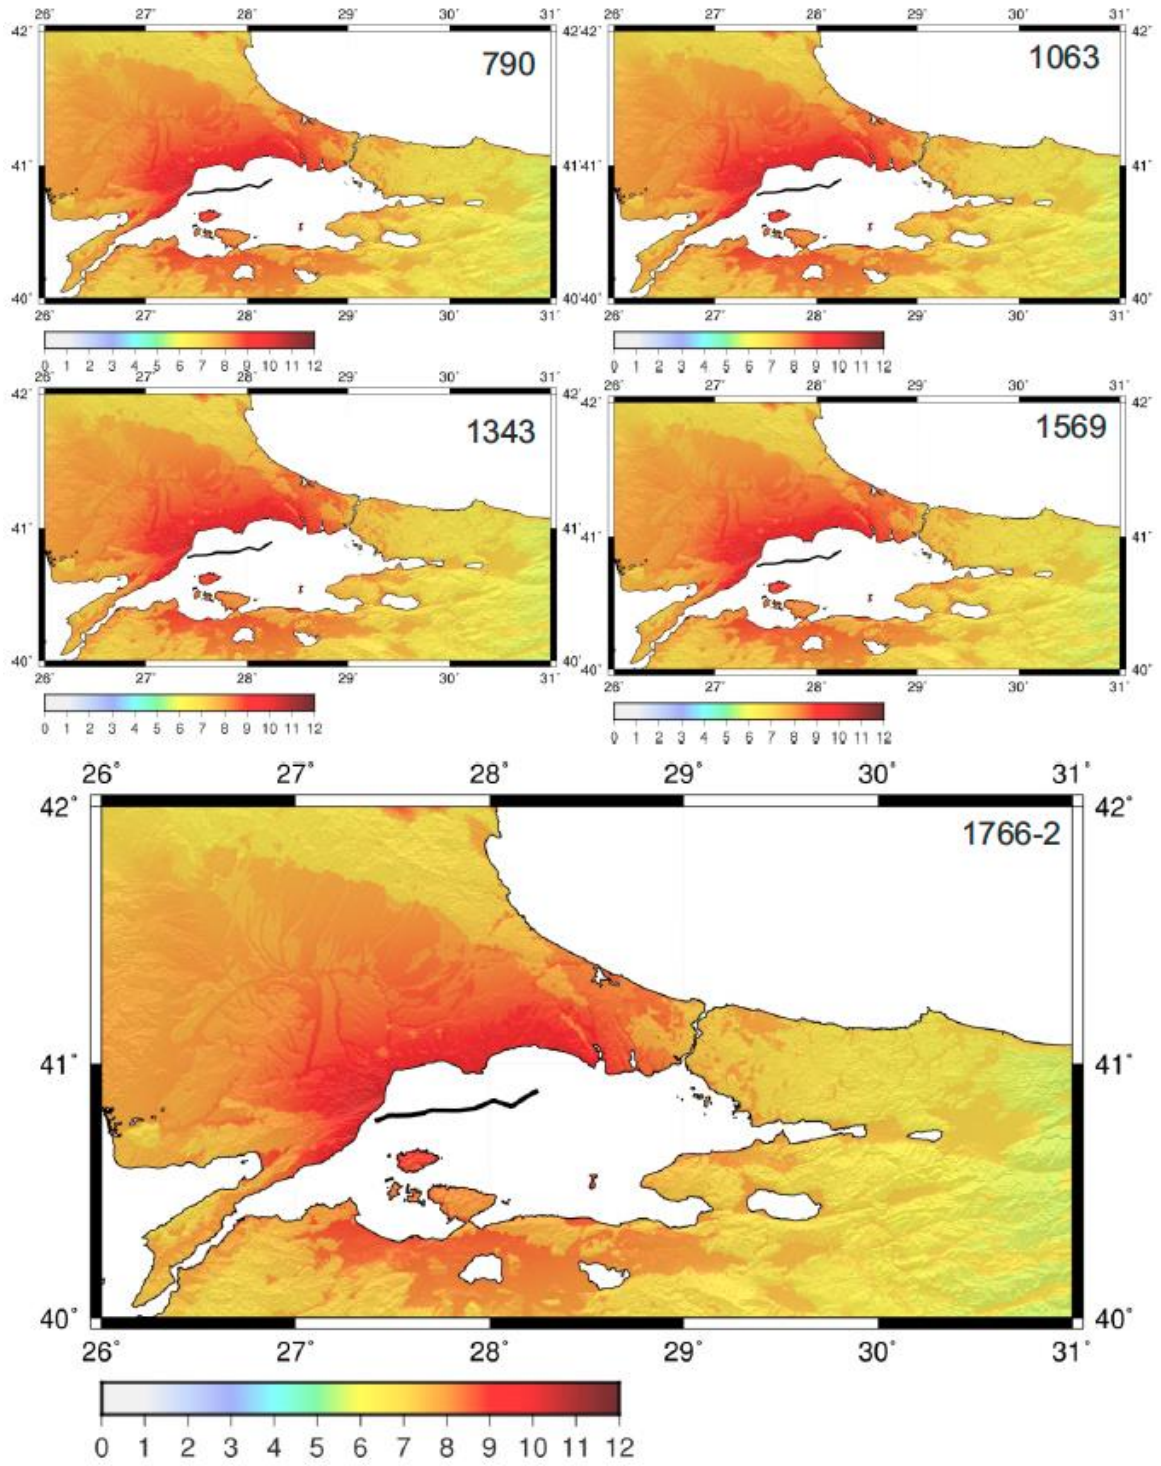 26˚ 27˚ 28˚ 29˚ 30˚ 31˚ 26˚ 27˚ 28˚ 29˚ 30˚ 31˚
42˚ 42˚ 42˚ 42˚
790 1063
41˚ 41˚ 41˚ 41˚
40˚ 40˚ 40˚ 40˚
26˚ 27˚ 28˚ 29˚ 30˚ 31˚ 26˚ 27˚ 28˚ 29˚ 30˚ 31˚
0 1 2 3 4 5 6 7 8 9 10 11 12 0 1 2 3 4 5 6 7 8 9 10 11 12
26˚ 27˚ 28˚ 29˚ 30˚ 31˚ 26˚ 27˚ 28˚ 29˚ 30˚ 31˚
42˚ 42˚ 42˚ 42˚
1343 1569
41˚ 41˚ 41˚ 41˚
40˚ 40˚ 40˚ 40˚
26˚ 27˚ 28˚ 29˚ 30˚ 31˚ 26˚ 27˚ 28˚ 29˚ 30˚ 31˚
0 1 2 3 4 5 6 7 8 9 10 11 12 0 1 2 3 4 5 6 7 8 9 10 11 12
26˚ 27˚ 28˚ 29˚ 30˚ 31˚
42˚ 42˚
1766-2
41˚ 41˚
40˚ 40˚
26˚ 27˚ 28˚ 29˚ 30˚ 31˚
0 1 2 3 4 5 6 7 8 9 10 11 12